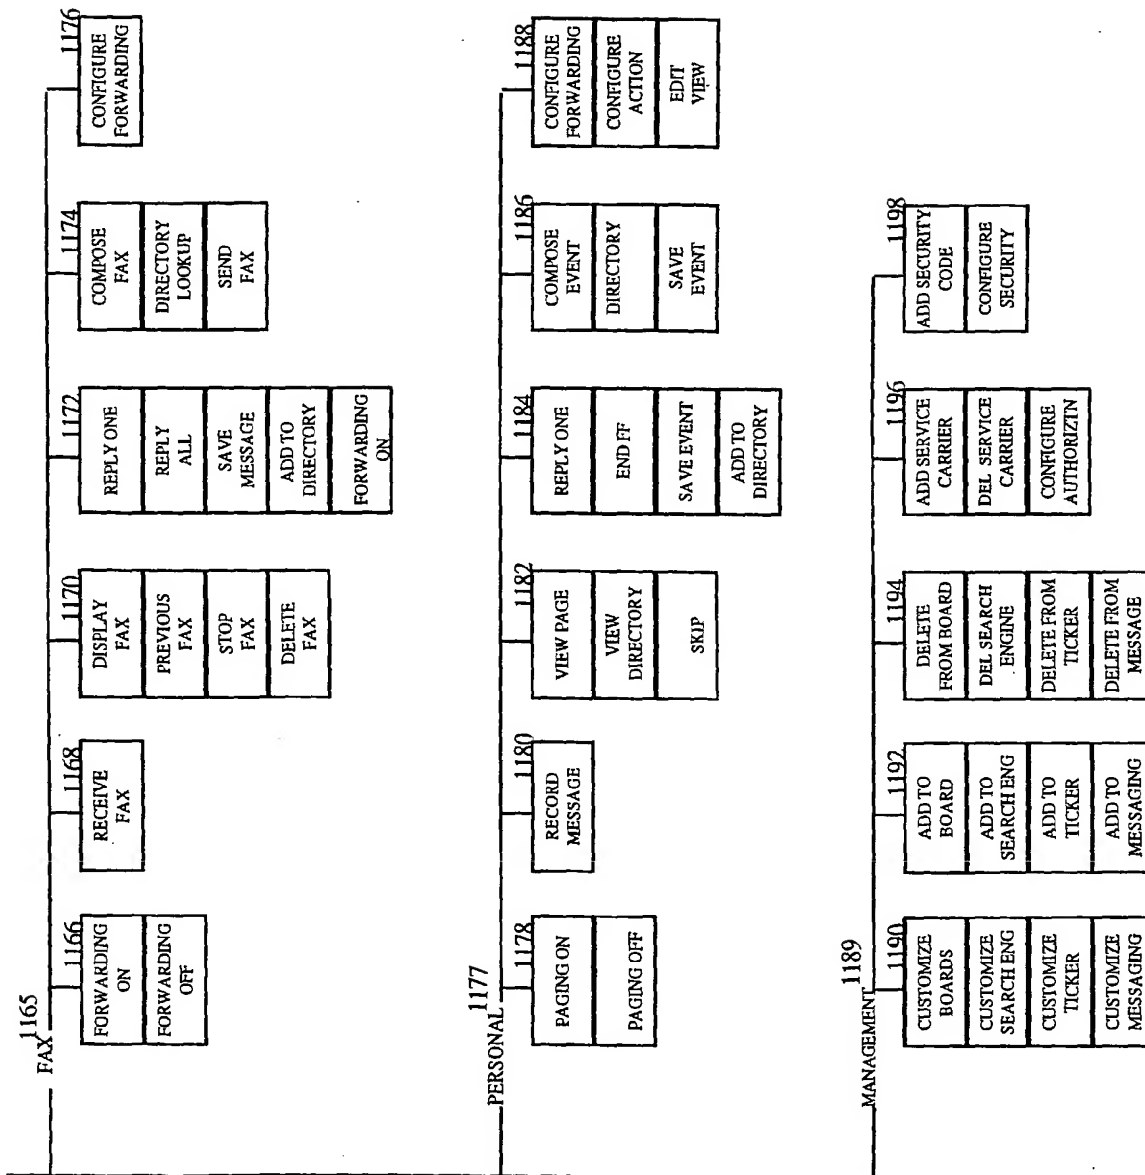 1165
FAX
1166
FORWARDING
ON
FORWARDING
OFF
1168
RECEIVE
FAX
1170
DISPLAY
FAX
PREVIOUS
FAX
STOP
FAX
DELETE
FAX
1172
REPLY ONE
REPLY
ALL
SAVE
MESSAGE
ADD TO
DIRECTORY
FORWARDING
ON
1174
COMPOSE
FAX
DIRECTORY
LOOKUP
SEND
FAX
1176
CONFIGURE
FORWARDING
1177
PERSONAL
1178
PAGING ON
PAGING OFF
1180
RECORD
MESSAGE
1182
VIEW PAGE
VIEW
DIRECTORY
SKIP
1184
REPLY ONE
END FF
SAVE EVENT
ADD TO
DIRECTORY
1186
COMPOSE
EVENT
DIRECTORY
SAVE
EVENT
1188
CONFIGURE
FORWARDING
CONFIGURE
ACTION
EDIT
VIEW
1189
MANAGEMENT
1190
CUSTOMIZE
BOARDS
CUSTOMIZE
SEARCH ENG
CUSTOMIZE
TICKER
CUSTOMIZE
MESSAGING
1192
ADD TO
BOARD
ADD TO
SEARCH ENG
ADD TO
TICKER
ADD TO
MESSAGING
1194
DELETE
FROM BOARD
DEL SEARCH
ENGINE
DELETE FROM
TICKER
DELETE FROM
MESSAGE
1196
ADD SERVICE
CARRIER
DEL SERVICE
CARRIER
CONFIGURE
AUTHORIZTN
1198
ADD SECURITY
CODE
CONFIGURE
SECURITY